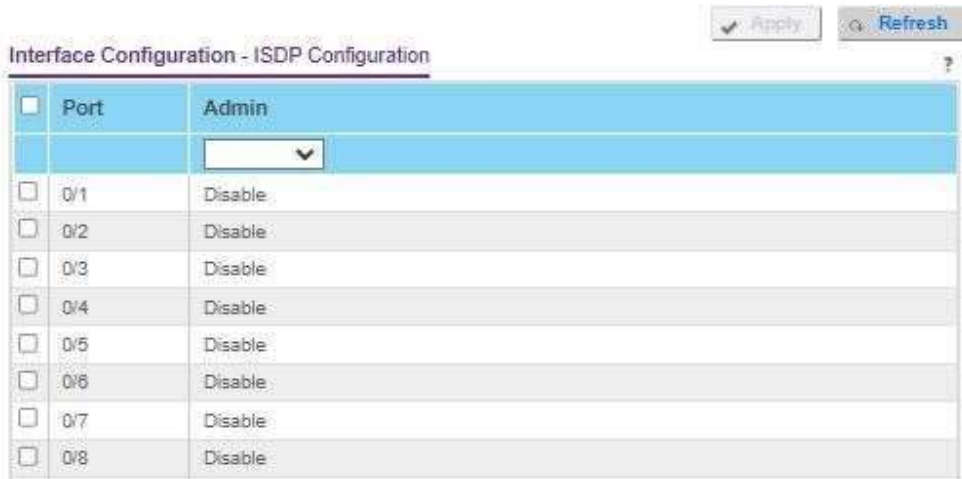 Apply Refresh
Interface Configuration - ISDP Configuration ?
Port Admin
0/1 Disable
0/2 Disable
0/3 Disable
0/4 Disable
0/5 Disable
0/6 Disable
0/7 Disable
0/8 Disable